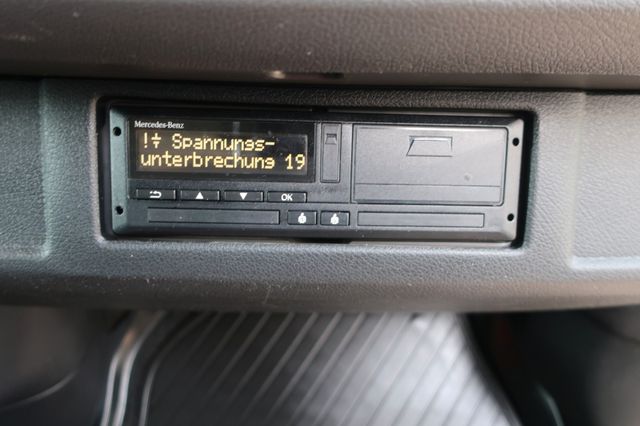 Mercedes-Benz
!⏆ Spannungs-
unterbrechung 19
OK